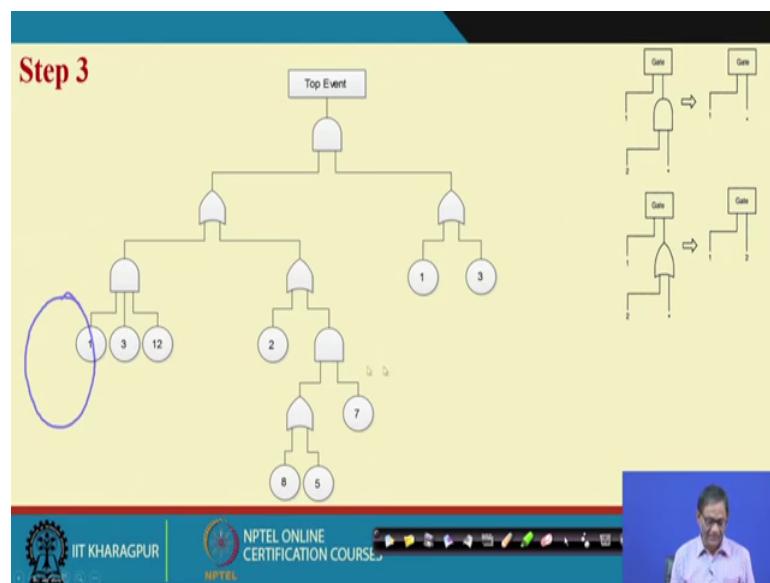 Step 3
Top Event
1
3
1
3
12
2
7
8
5
Gate
1
2
*
Gate
1
*
Gate
1
2
*
Gate
1
2
IIT KHARAGPUR
NPTEL
NPTEL ONLINE
CERTIFICATION COURSES